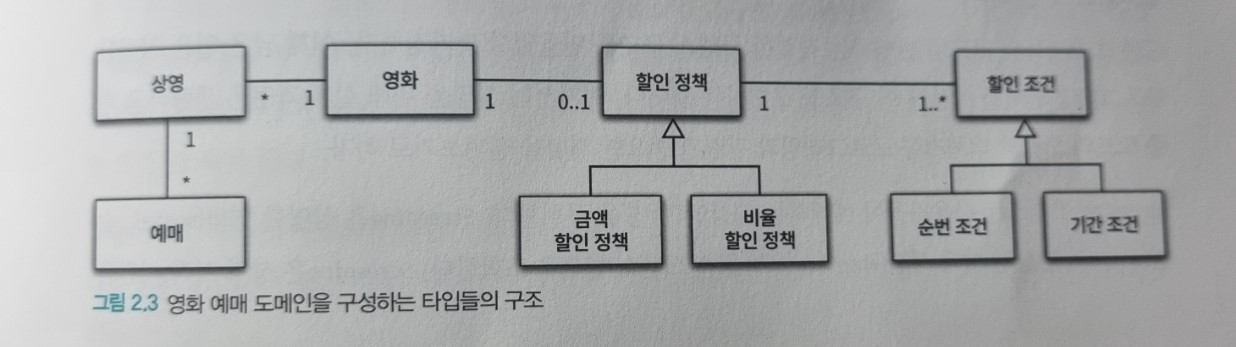 상영
*
1
영화
1
0..1
할인 정책
1
1..*
할인 조건
1
*
예매
금액
할인 정책
비율
할인 정책
순번 조건
기간 조건
그림 2.3 영화 예매 도메인을 구성하는 타입들의 구조